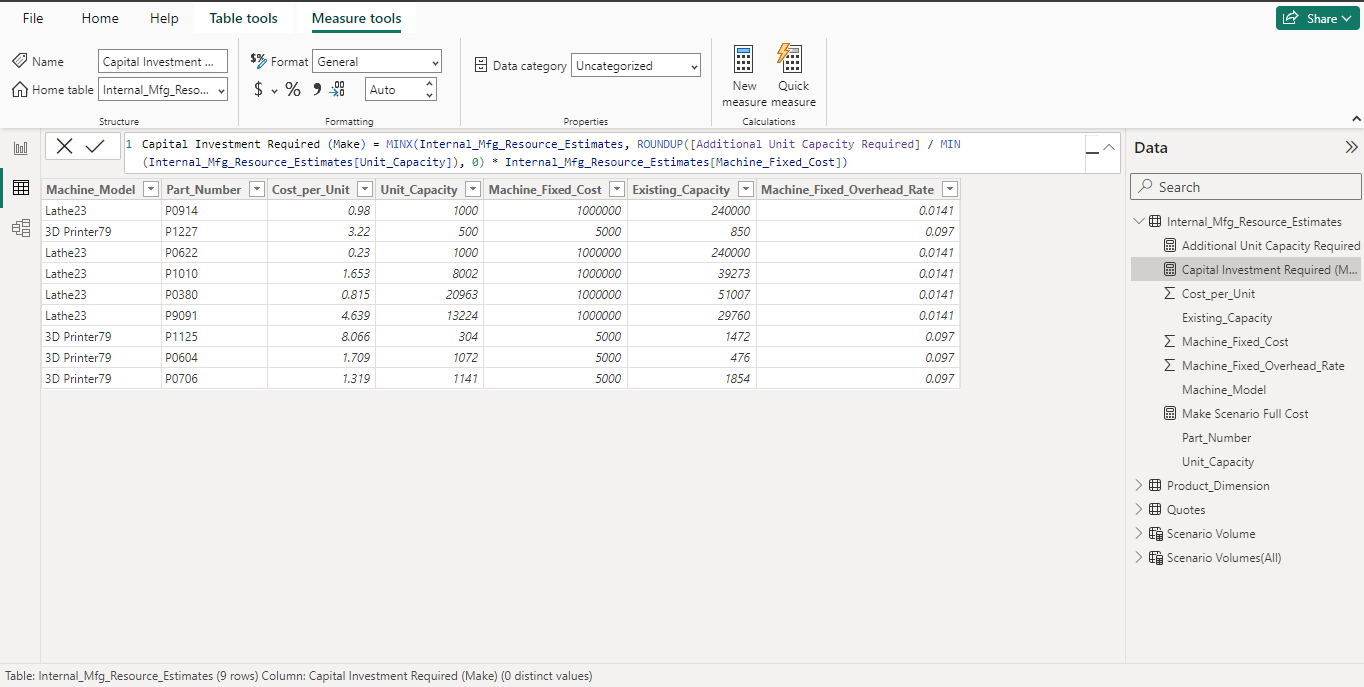 File Home Help Table tools Measure tools Share
Name Capital Investment ... $% Format General Data category Uncategorized
Home table Internal_Mfg_Reso... $ % Auto New measure Quick measure
Structure Formatting Properties Calculations
1 Capital Investment Required (Make) = MINX(Internal_Mfg_Resource_Estimates, ROUNDUP([Additional Unit Capacity Required] / MIN
(Internal_Mfg_Resource_Estimates[Unit_Capacity]), 0) * Internal_Mfg_Resource_Estimates[Machine_Fixed_Cost])
Machine_Model Part_Number Cost_per_Unit Unit_Capacity Machine_Fixed_Cost Existing_Capacity Machine_Fixed_Overhead_Rate
Lathe23 P0914 0.98 1000 1000000 240000 0.0141
3D Printer79 P1227 3.22 500 5000 850 0.097
Lathe23 P0622 0.23 1000 1000000 240000 0.0141
Lathe23 P1010 1.653 8002 1000000 39273 0.0141
Lathe23 P0380 0.815 20963 1000000 51007 0.0141
Lathe23 P9091 4.639 13224 1000000 29760 0.0141
3D Printer79 P1125 8.066 304 5000 1472 0.097
3D Printer79 P0604 1.709 1072 5000 476 0.097
3D Printer79 P0706 1.319 1141 5000 1854 0.097
Data
Search
Internal_Mfg_Resource_Estimates
Additional Unit Capacity Required
Capital Investment Required (M...
Cost_per_Unit
Existing_Capacity
Machine_Fixed_Cost
Machine_Fixed_Overhead_Rate
Machine_Model
Make Scenario Full Cost
Part_Number
Unit_Capacity
Product_Dimension
Quotes
Scenario Volume
Scenario Volumes(All)
Table: Internal_Mfg_Resource_Estimates (9 rows) Column: Capital Investment Required (Make) (0 distinct values)